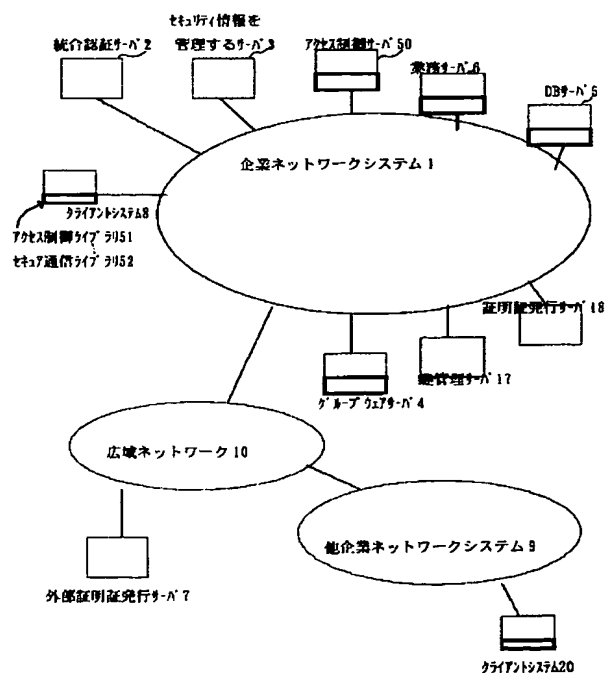 統合認証サーバ2
セキュリティ情報を
管理するサーバ3
アクセス制御サーバ50
業務サーバ6
DBサーバ5
企業ネットワークシステム1
クライアントシステム8
アクセス制御ライブラリ51
セキュア通信ライブラリ52
証明証発行サーバ18
鍵管理サーバ17
グループウェアサーバ4
広域ネットワーク10
他企業ネットワークシステム9
外部証明証発行サーバ7
クライアントシステム20